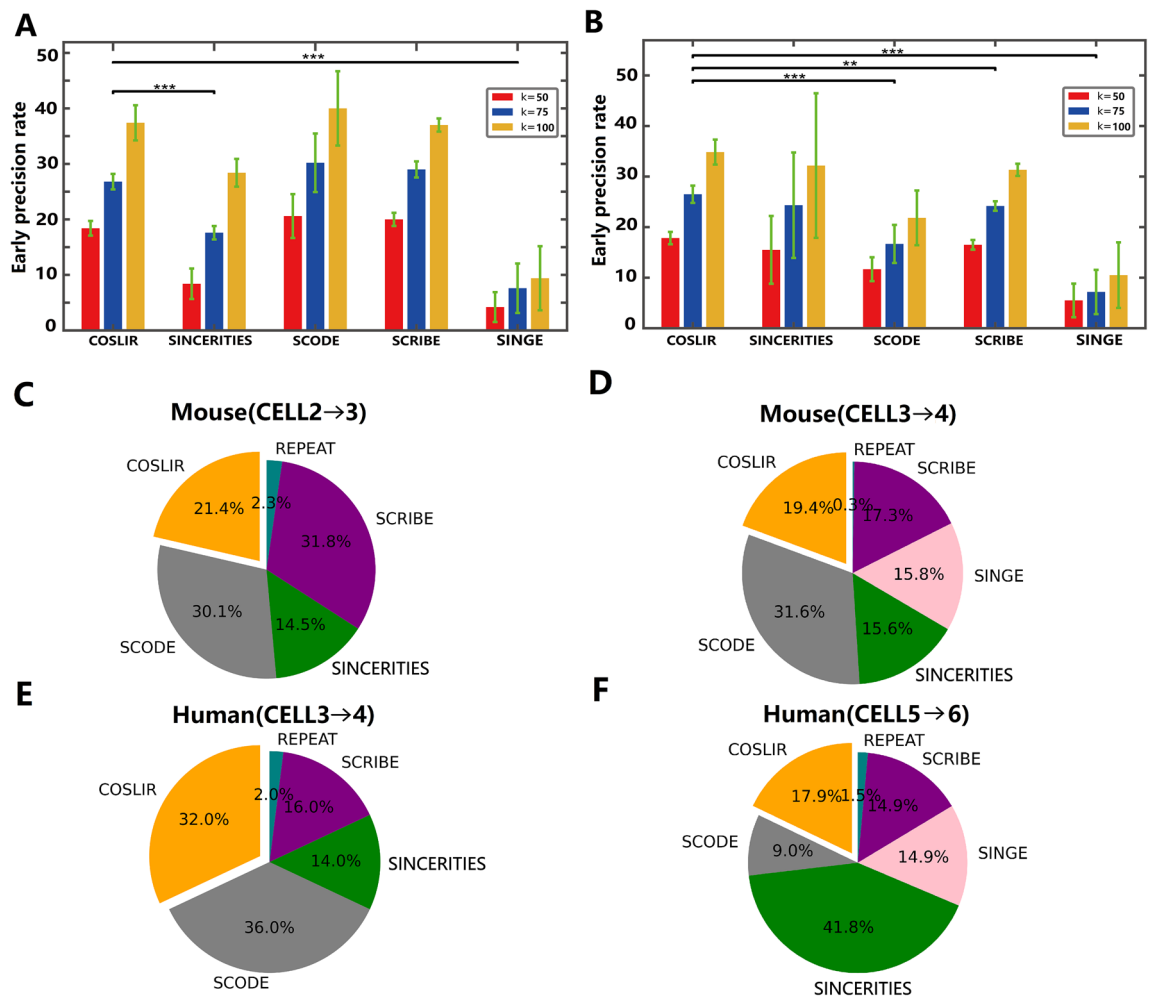 A
Early precision rate
50
40
30
20
10
0
***
***
k=50
k=75
k=100
COSLIR
SINCERITIES
SCODE
SCRIBE
SINGE
B
Early precision rate
50
40
30
20
10
0
***
**
***
k=50
k=75
k=100
COSLIR
SINCERITIES
SCODE
SCRIBE
SINGE
C
Mouse(CELL2→3)
REPEAT
COSLIR
SCRIBE
SCODE
SINCERITIES
21.4%
2.3%
31.8%
30.1%
14.5%
D
Mouse(CELL3→4)
REPEAT
COSLIR
SCRIBE
SINGE
SCODE
SINCERITIES
19.4%
0.3%
17.3%
15.8%
31.6%
15.6%
E
Human(CELL3→4)
REPEAT
SCRIBE
COSLIR
SINCERITIES
SCODE
2.0%
16.0%
32.0%
14.0%
36.0%
F
Human(CELL5→6)
REPEAT
COSLIR
SCRIBE
SCODE
SINGE
SINCERITIES
17.9%
1.5%
14.9%
9.0%
14.9%
41.8%